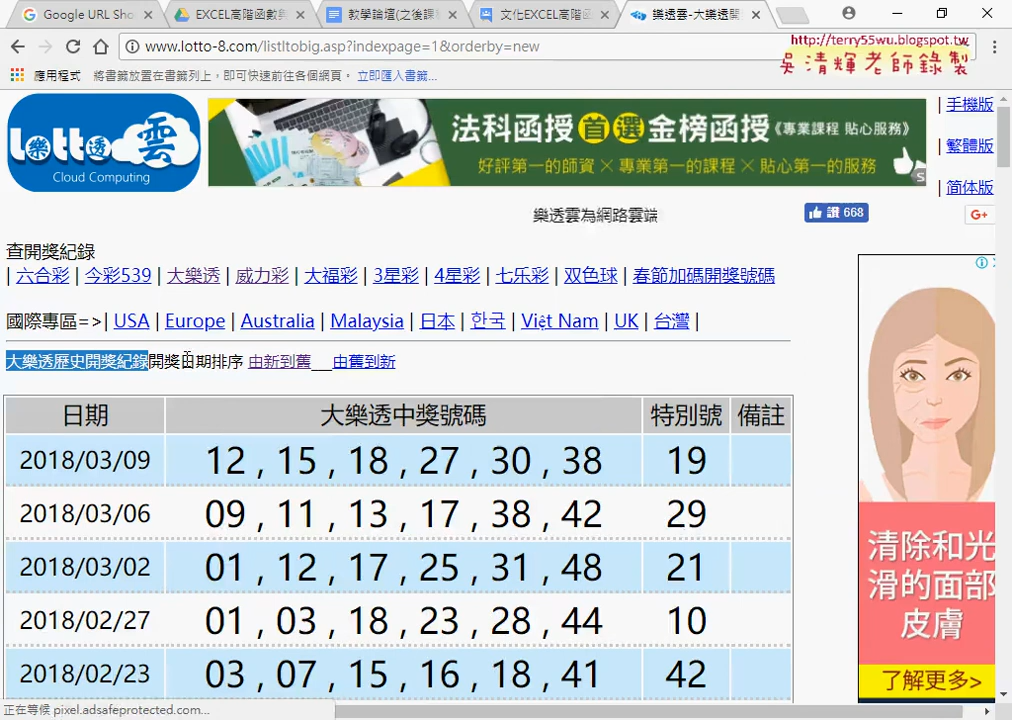 Google URL Sho
EXCEL高階函數與
教學論壇(之後課
文化EXCEL高階函
樂透雲-大樂透開
www.lotto-8.com/listltobig.asp?indexpage=1&orderby=new
http://terry55wu.blogspot.tw
吳清輝老師錄製
應用程式 將書籤放置在書籤列上，即可快速前往各個網頁。 立即匯入書籤...
lotto 雲
樂 透
Cloud Computing
法科函授 首選 金榜函授《專業課程 貼心服務》
好評第一的師資 × 專業第一的課程 × 貼心第一的服務
| 手機版
| 繁體版
| 简体版
樂透雲為網路雲端
讚 668
G+
查開獎紀錄
| 六合彩 | 今彩539 | 大樂透 | 威力彩 | 大福彩 | 3星彩 | 4星彩 | 七乐彩 | 双色球 | 春節加碼開獎號碼
國際專區=>| USA | Europe | Australia | Malaysia | 日本 | 한국 | Việt Nam | UK | 台灣 |
大樂透歷史開獎紀錄開獎日期排序 由新到舊 由舊到新
日期 大樂透中獎號碼 特別號 備註
2018/03/09 12 , 15 , 18 , 27 , 30 , 38 19
2018/03/06 09 , 11 , 13 , 17 , 38 , 42 29
2018/03/02 01 , 12 , 17 , 25 , 31 , 48 21
2018/02/27 01 , 03 , 18 , 23 , 28 , 44 10
2018/02/23 03 , 07 , 15 , 16 , 18 , 41 42
清除和光
滑的面部
皮膚
了解更多>
正在等候 pixel.adsafeprotected.com...